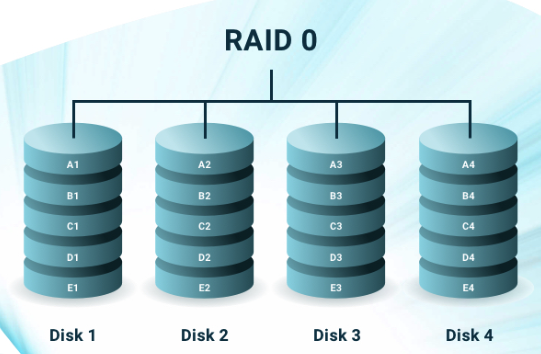 RAID 0
A1 A2 A3 A4
B1 B2 B3 B4
C1 C2 C3 C4
D1 D2 D3 D4
E1 E2 E3 E4
Disk 1 Disk 2 Disk 3 Disk 4